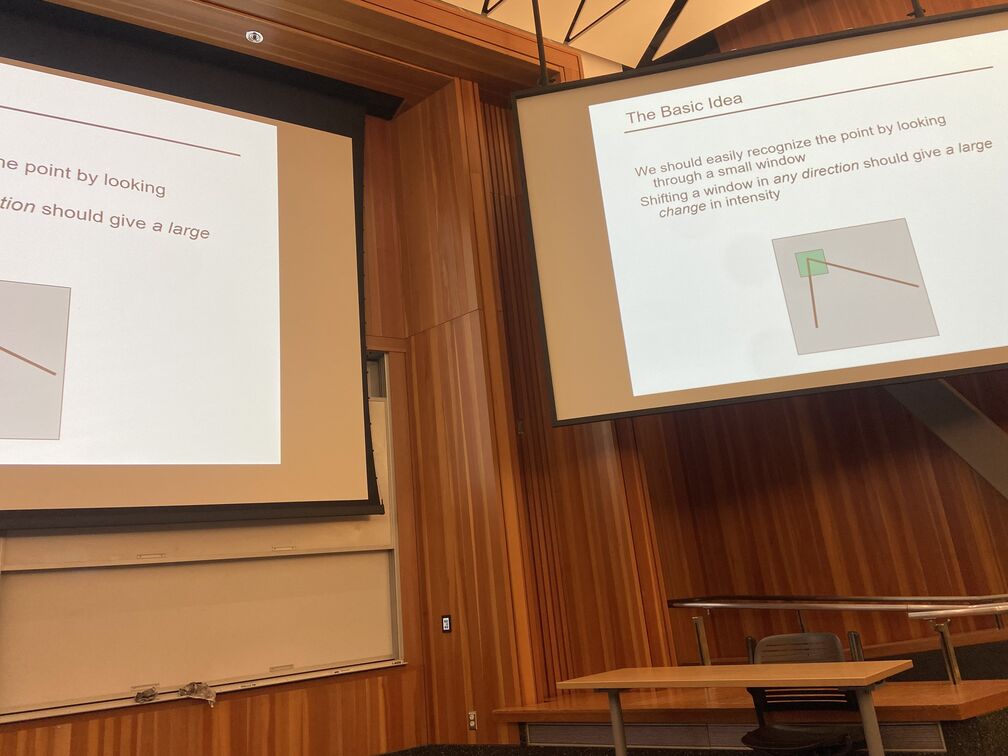 he point by looking
tion should give a large
The Basic Idea
We should easily recognize the point by looking
through a small window
Shifting a window in any direction should give a large
change in intensity